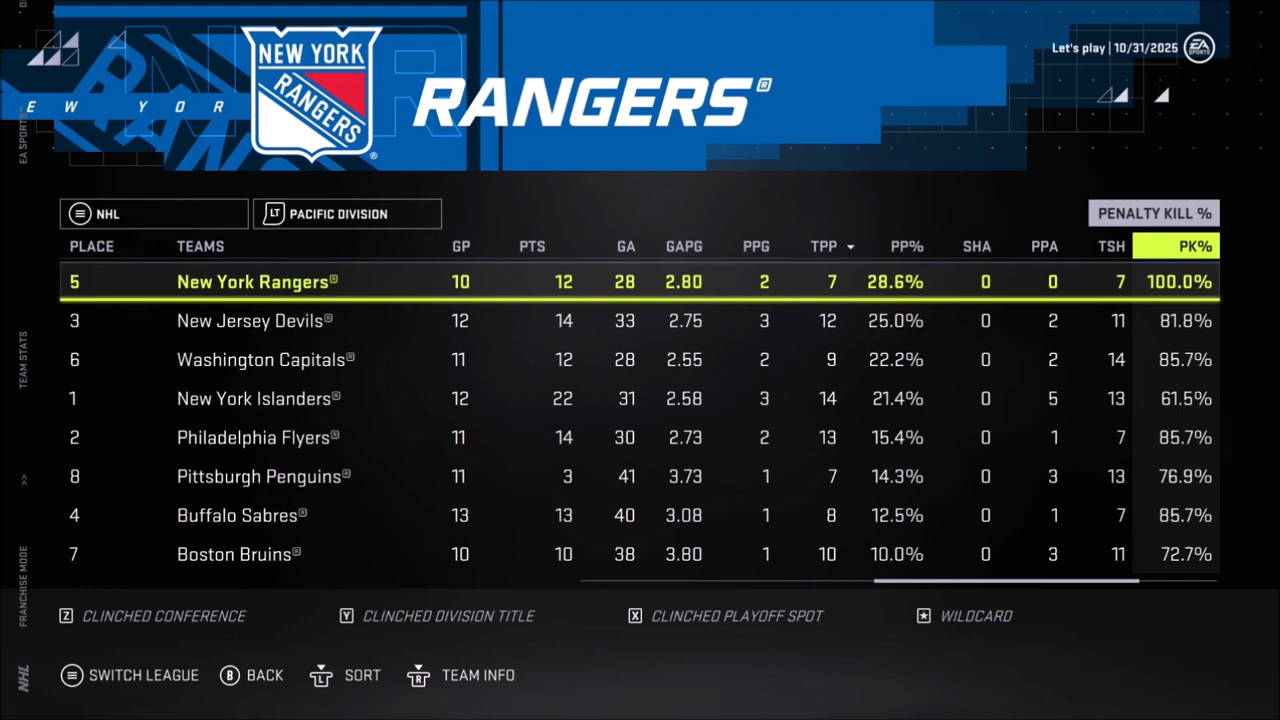 NEW YORK
RANGERS
®
E W   Y O R
RANGERS®
Let's play | 10/31/2025
EA SPORTS
NHL
LT PACIFIC DIVISION
PENALTY KILL %
PLACE TEAMS GP PTS GA GAPG PPG TPP PP% SHA PPA TSH PK%
5 New York Rangers® 10 12 28 2.80 2 7 28.6% 0 0 7 100.0%
3 New Jersey Devils® 12 14 33 2.75 3 12 25.0% 0 2 11 81.8%
6 Washington Capitals® 11 12 28 2.55 2 9 22.2% 0 2 14 85.7%
1 New York Islanders® 12 22 31 2.58 3 14 21.4% 0 5 13 61.5%
2 Philadelphia Flyers® 11 14 30 2.73 2 13 15.4% 0 1 7 85.7%
8 Pittsburgh Penguins® 11 3 41 3.73 1 7 14.3% 0 3 13 76.9%
4 Buffalo Sabres® 13 13 40 3.08 1 8 12.5% 0 1 7 85.7%
7 Boston Bruins® 10 10 38 3.80 1 10 10.0% 0 3 11 72.7%
Z CLINCHED CONFERENCE
Y CLINCHED DIVISION TITLE
X CLINCHED PLAYOFF SPOT
WILDCARD
SWITCH LEAGUE
B BACK
L SORT
R TEAM INFO
EA SPORTS
TEAM STATS
>>
FRANCHISE MODE
NHL